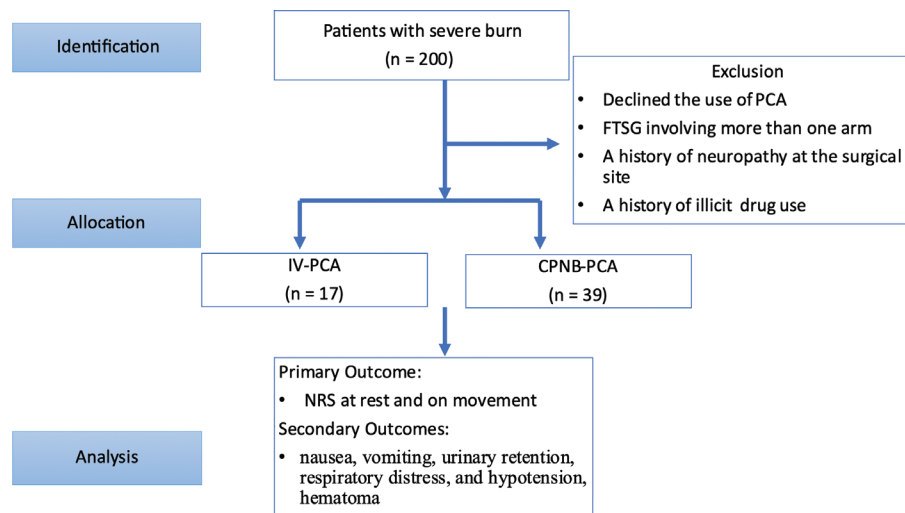 Identification
Patients with severe burn
(n = 200)
Exclusion
• Declined the use of PCA
• FTSG involving more than one arm
• A history of neuropathy at the surgical
site
• A history of illicit drug use
Allocation
IV-PCA
(n = 17)
CPNB-PCA
(n = 39)
Analysis
Primary Outcome:
• NRS at rest and on movement
Secondary Outcomes:
• nausea, vomiting, urinary retention,
respiratory distress, and hypotension,
hematoma